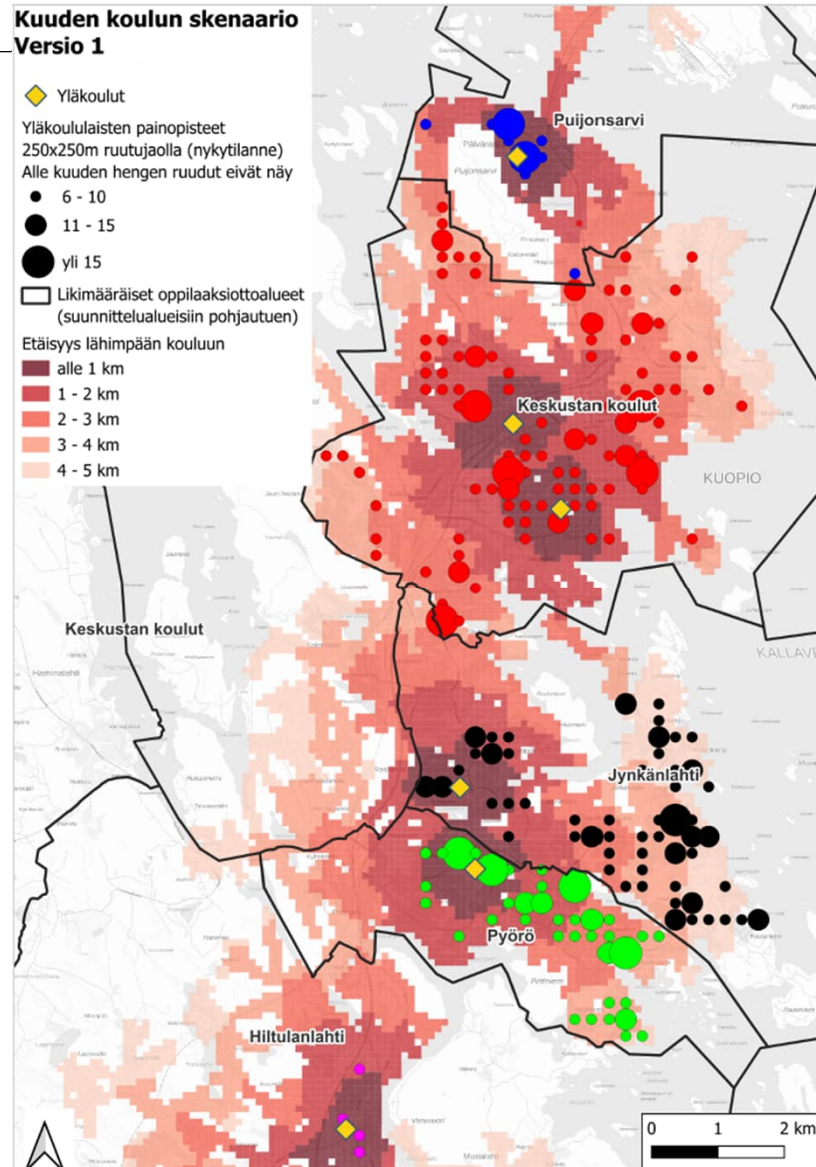 Kuuden koulun skenaario
Versio 1
Yläkoulut
Yläkoululaisten painopisteet
250x250m ruutujaolla (nykytilanne)
Alle kuuden hengen ruudut eivät näy
6 - 10
11 - 15
yli 15
Likimääräiset oppilaaksiottoalueet
(suunnittelualueisiin pohjautuen)
Etäisyys lähimpään kouluun
alle 1 km
1 - 2 km
2 - 3 km
3 - 4 km
4 - 5 km
Puijonsarvi
Puijonsarvi
Keskustan koulut
KUOPIO
Keskustan koulut
Haminalahti
Jynkänlahti
Pyörö
Hiltulanlahti
0 1 2 km